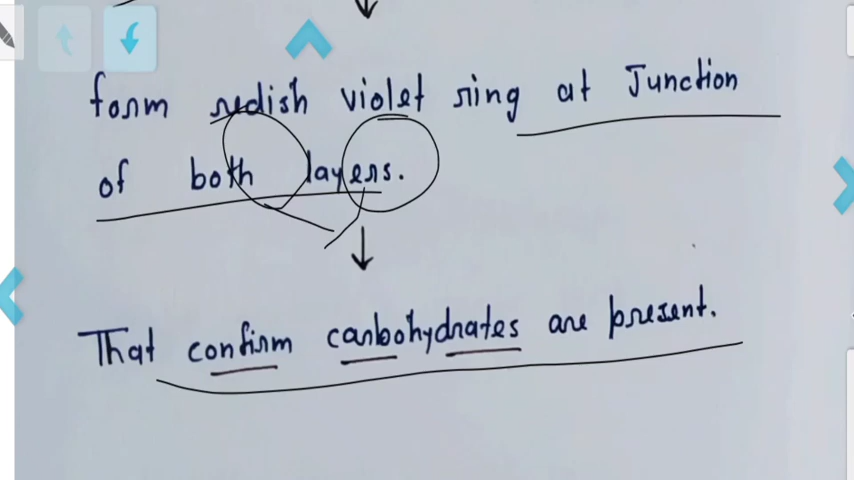 form redish violet ring at Junction
of both layers.
That confirm carbohydrates are present.